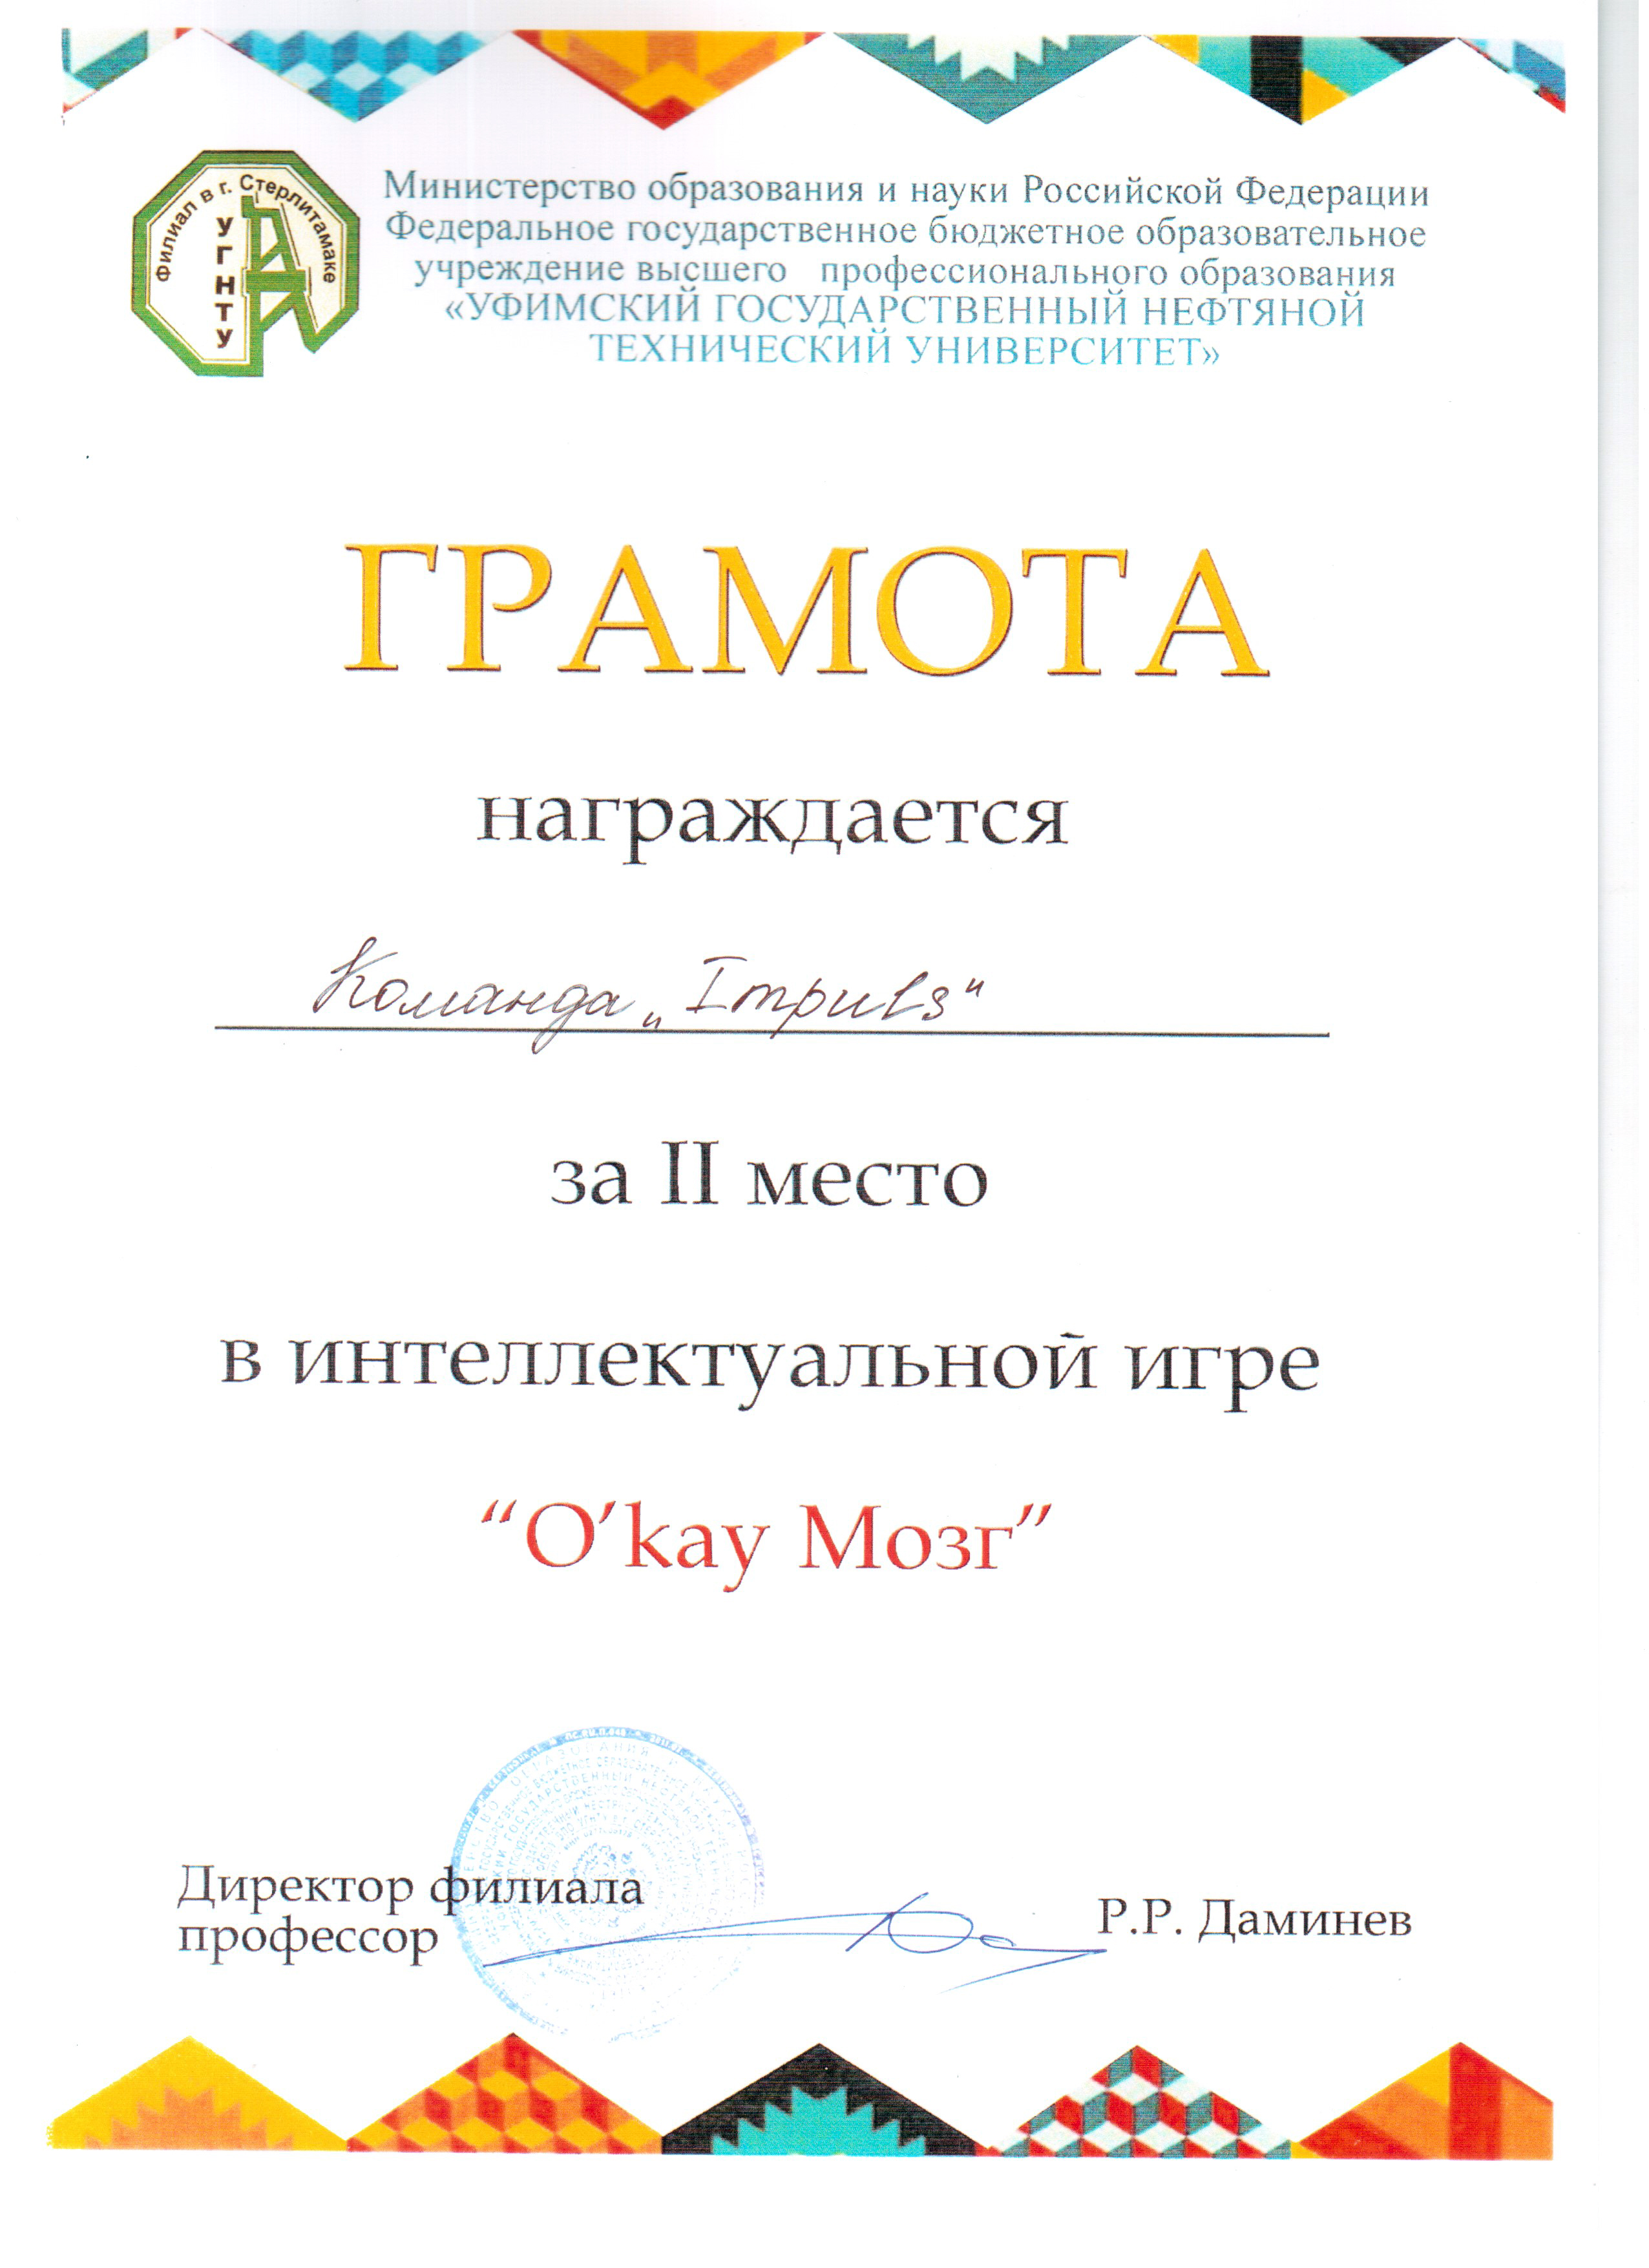 Филиал в г. Стерлитамаке
УГНТУ
Министерство образования и науки Российской Федерации
Федеральное государственное бюджетное образовательное
учреждение высшего профессионального образования
«УФИМСКИЙ ГОСУДАРСТВЕННЫЙ НЕФТЯНОЙ
ТЕХНИЧЕСКИЙ УНИВЕРСИТЕТ»
ГРАМОТА
награждается
Команда „Impuls“
за II место
в интеллектуальной игре
“O’kay Мозг”
Директор филиала
профессор
Р.Р. Даминев